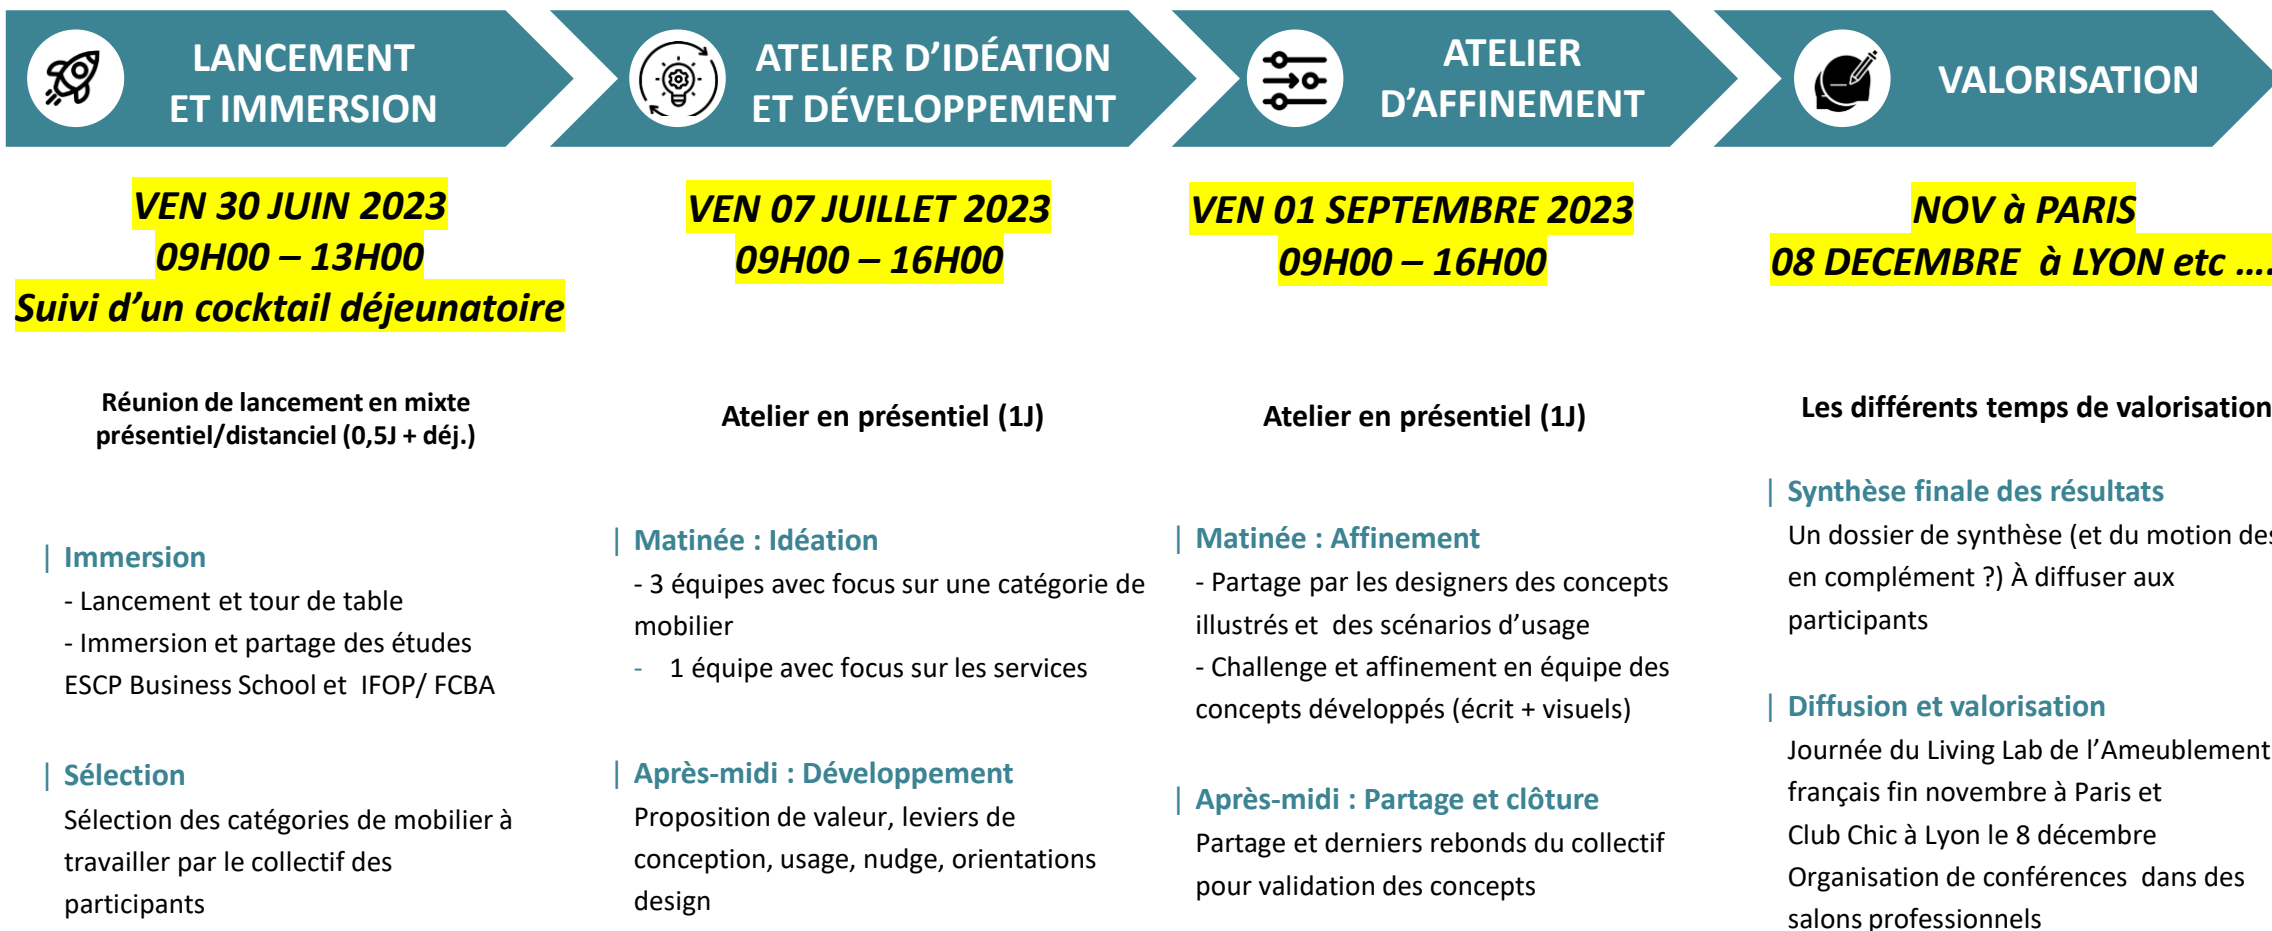 LANCEMENT
ET IMMERSION
VEN 30 JUIN 2023
09H00 – 13H00
Suivi d’un cocktail déjeunatoire
Réunion de lancement en mixte
présentiel/distanciel (0,5J + déj.)
| Immersion
- Lancement et tour de table
- Immersion et partage des études
ESCP Business School et IFOP/ FCBA
| Sélection
Sélection des catégories de mobilier à
travailler par le collectif des
participants
ATELIER D’IDÉATION
ET DÉVELOPPEMENT
VEN 07 JUILLET 2023
09H00 – 16H00
Atelier en présentiel (1J)
| Matinée : Idéation
- 3 équipes avec focus sur une catégorie de
mobilier
- 1 équipe avec focus sur les services
| Après-midi : Développement
Proposition de valeur, leviers de
conception, usage, nudge, orientations
design
ATELIER
D’AFFINEMENT
VEN 01 SEPTEMBRE 2023
09H00 – 16H00
Atelier en présentiel (1J)
| Matinée : Affinement
- Partage par les designers des concepts
illustrés et des scénarios d’usage
- Challenge et affinement en équipe des
concepts développés (écrit + visuels)
| Après-midi : Partage et clôture
Partage et derniers rebonds du collectif
pour validation des concepts
VALORISATION
NOV à PARIS
08 DECEMBRE à LYON etc ....
Les différents temps de valorisation
| Synthèse finale des résultats
Un dossier de synthèse (et du motion
en complément ?) À diffuser aux
participants
| Diffusion et valorisation
Journée du Living Lab de l’Ameublement
français fin novembre à Paris et
Club Chic à Lyon le 8 décembre
Organisation de conférences dans des
salons professionnels